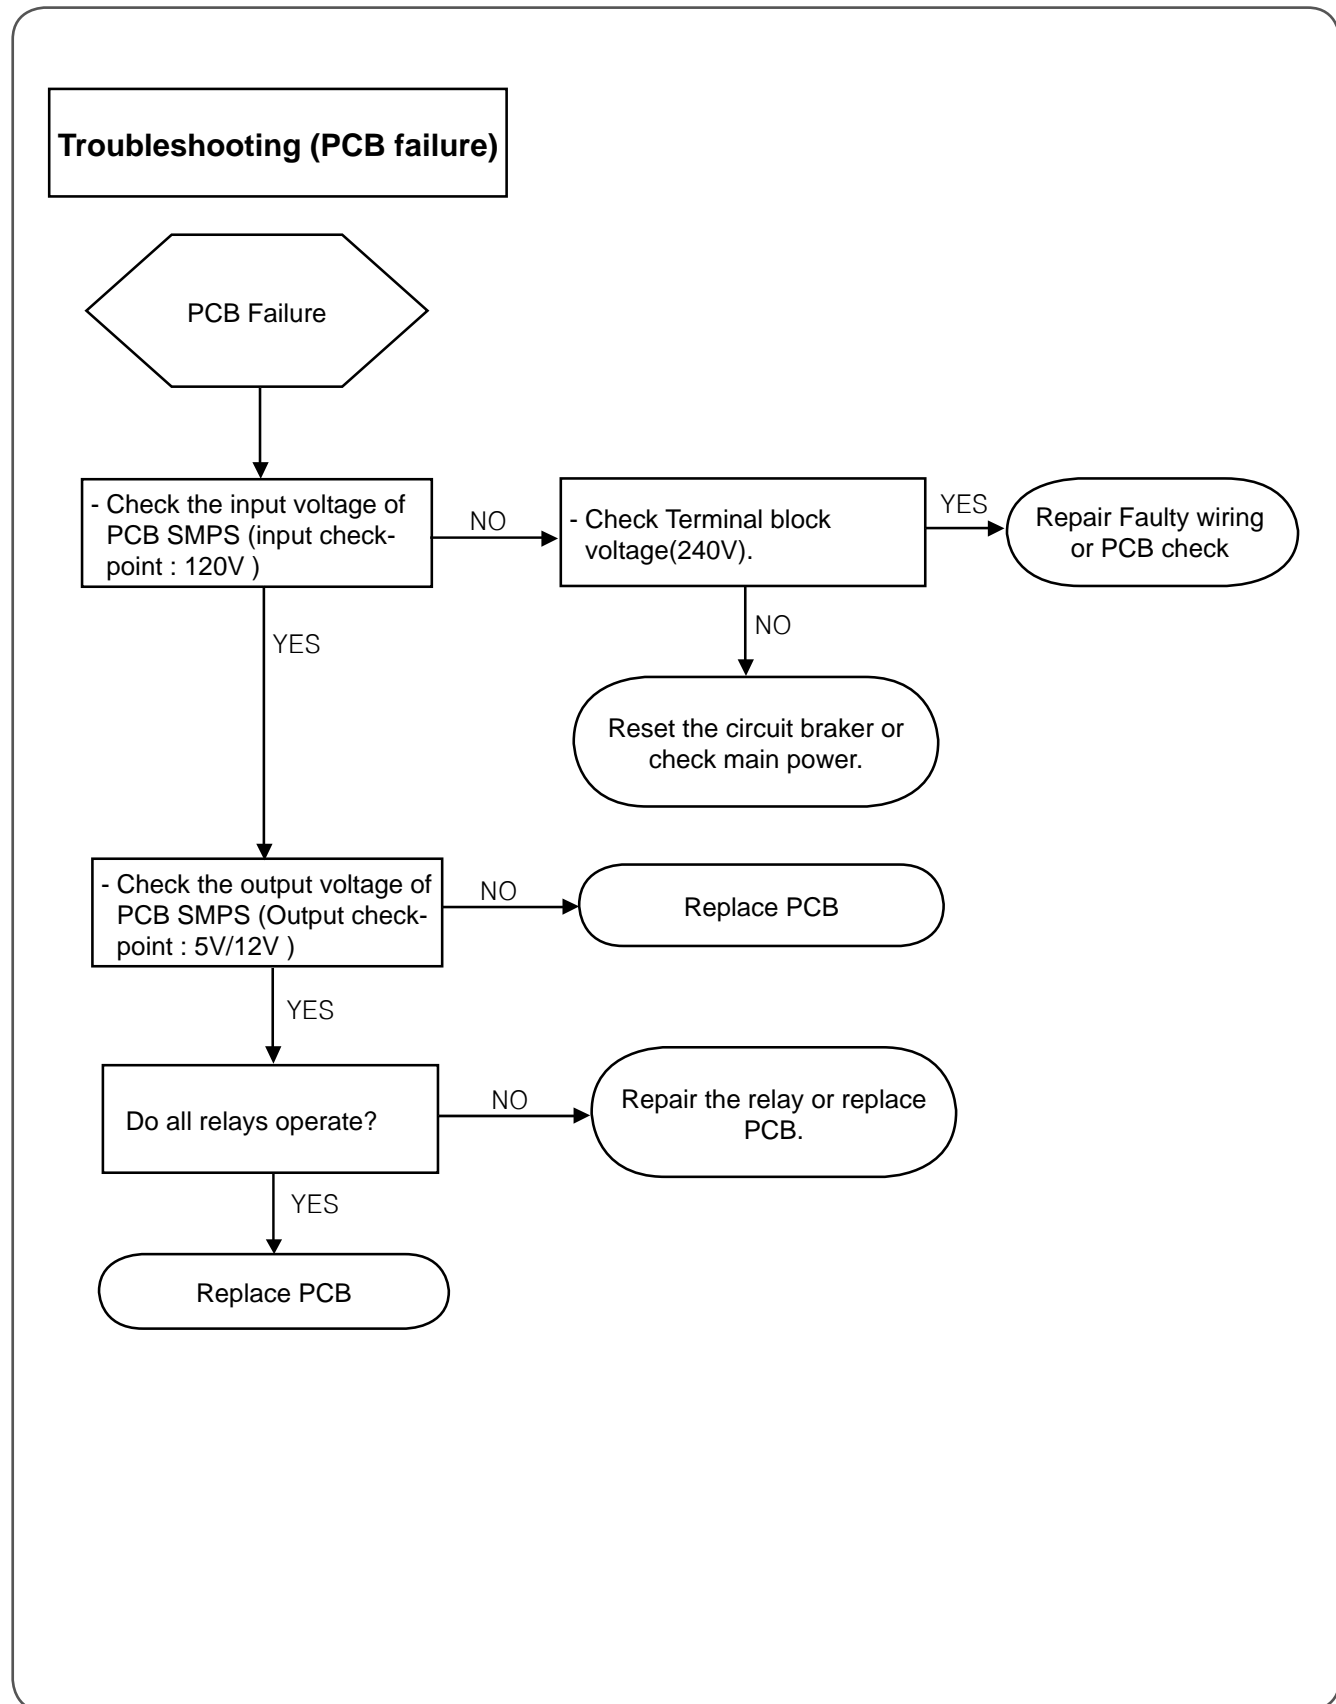 Troubleshooting (PCB failure)
PCB Failure
- Check the input voltage of
PCB SMPS (input check-
point : 120V )
NO
- Check Terminal block
voltage(240V).
YES
Repair Faulty wiring
or PCB check
YES
NO
Reset the circuit braker or
check main power.
- Check the output voltage of
PCB SMPS (Output check-
point : 5V/12V )
NO
Replace PCB
YES
Do all relays operate?
NO
Repair the relay or replace
PCB.
YES
Replace PCB